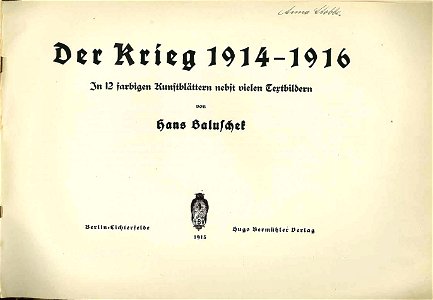 Der Krieg 1914-1916
In 12 farbigen Kunstblättern nebst vielen Textbildern
von
Hans Baluschek
Berlin-Lichterfelde
1915
Hugo Bermühler Verlag